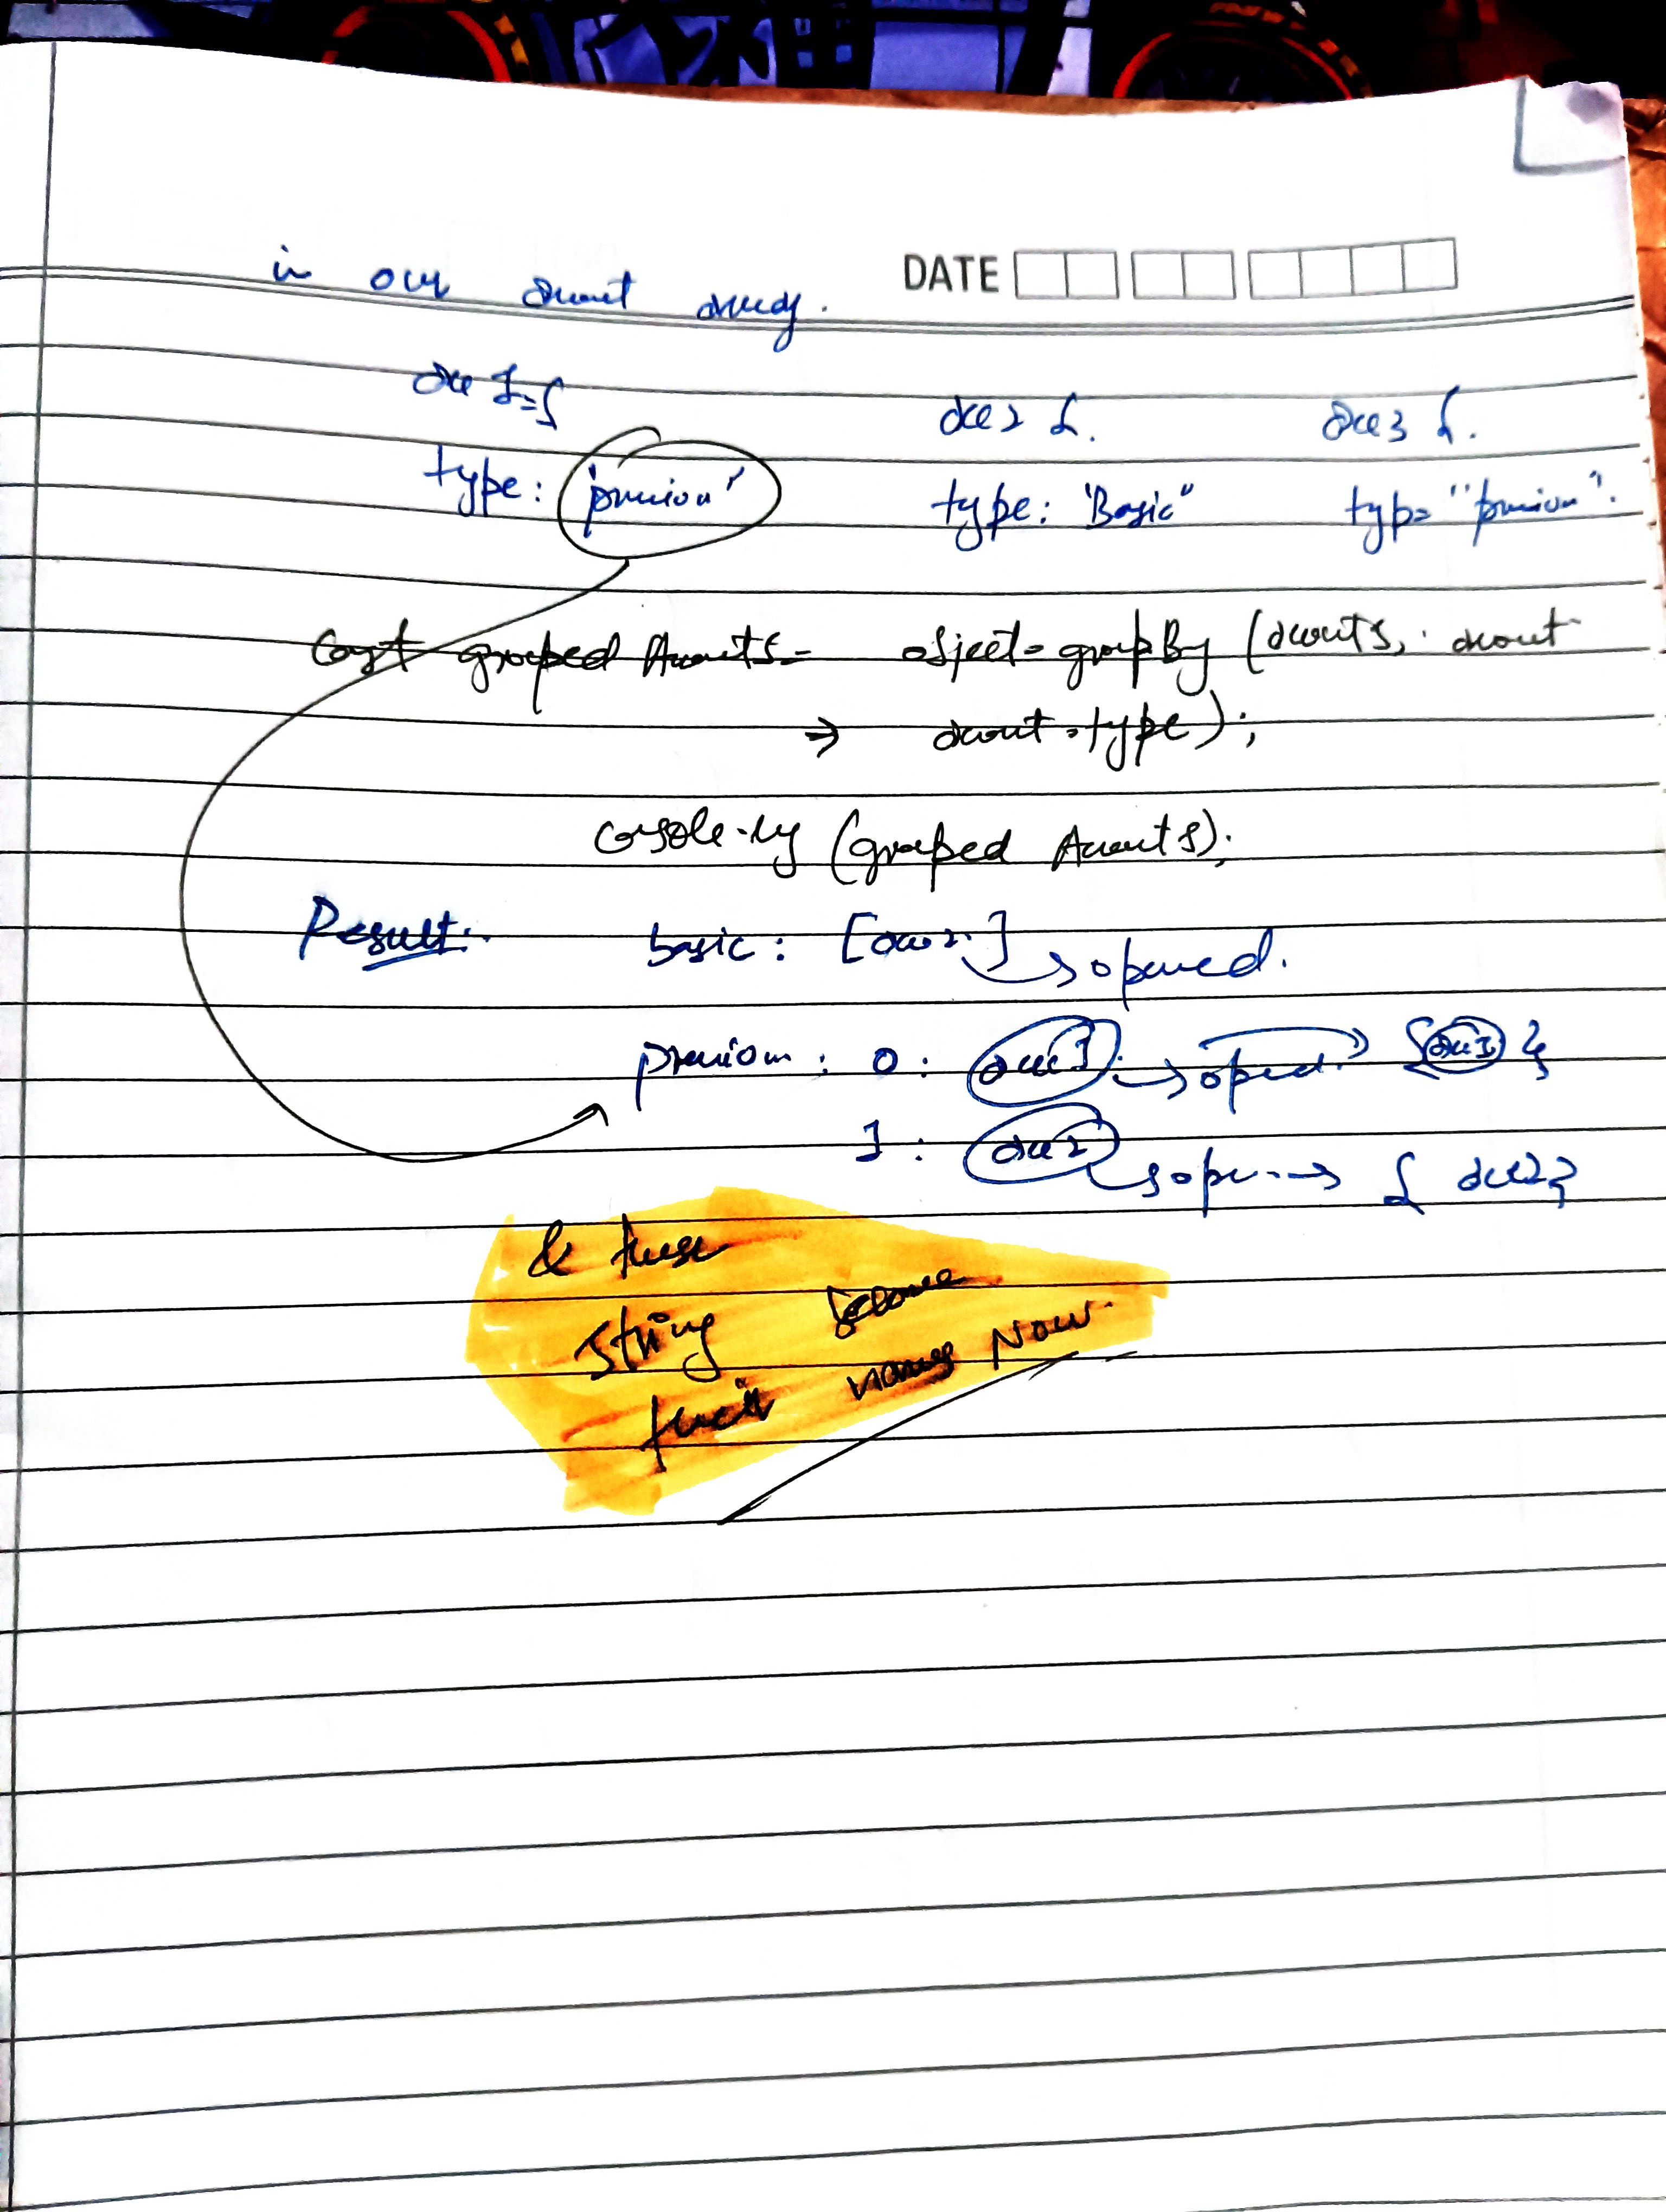 DATE
in our account array.
acc 1 = {
acc 2 {.
acc 3 {.
type: 'premium'
type: 'Basic"
typ= "premium".
Const grouped Accounts = object.groupBy (accounts, account
=> account.type);
console.log (grouped Accounts);
Result:.
basic: [acc 2.] ↳ opened.
premium: 0: acc 1. → opened. → {acc 1}
1: acc 2 ↳ open → { acc 2}
& these
string become
names Now.